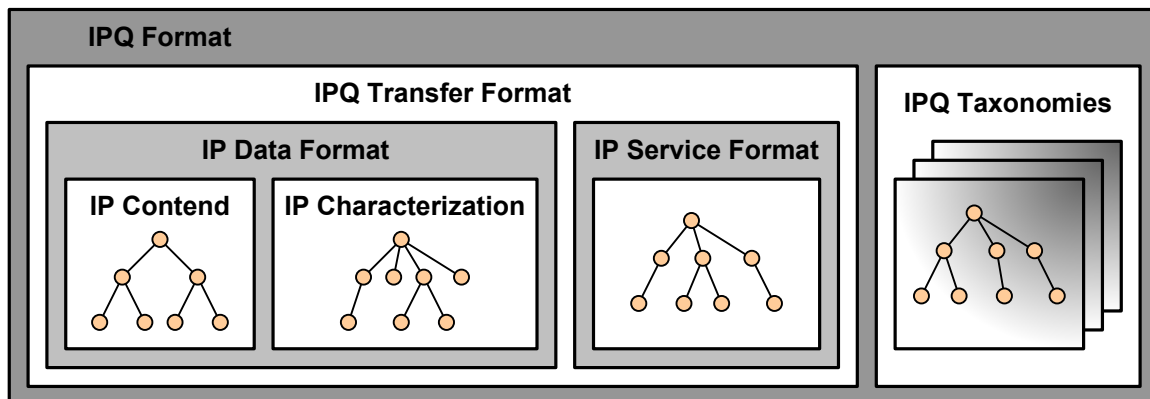 IPQ Format
IPQ Transfer Format
IPQ Taxonomies
IP Data Format
IP Service Format
IP Contend
IP Characterization